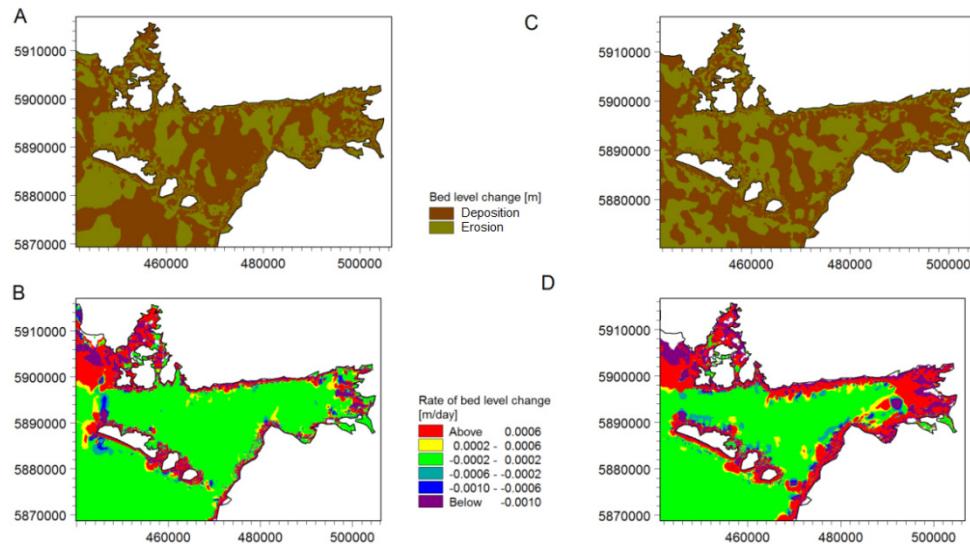 A
C
5910000
5900000
5890000
5880000
5870000
460000 480000 500000
5910000
5900000
5890000
5880000
5870000
460000 480000 500000
Bed level change [m]
Deposition
Erosion
B
D
5910000
5900000
5890000
5880000
5870000
460000 480000 500000
5910000
5900000
5890000
5880000
5870000
460000 480000 500000
Rate of bed level change
[m/day]
Above 0.0006
0.0002 - 0.0006
-0.0002 - 0.0002
-0.0006 - -0.0002
-0.0010 - -0.0006
Below -0.0010